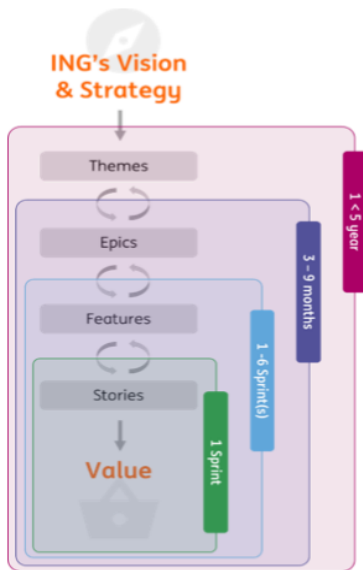 ING's Vision
& Strategy
Themes
Epics
Features
Stories
Value
1 < 5 year
3 – 9 months
1 -6 Sprint(s)
1 Sprint